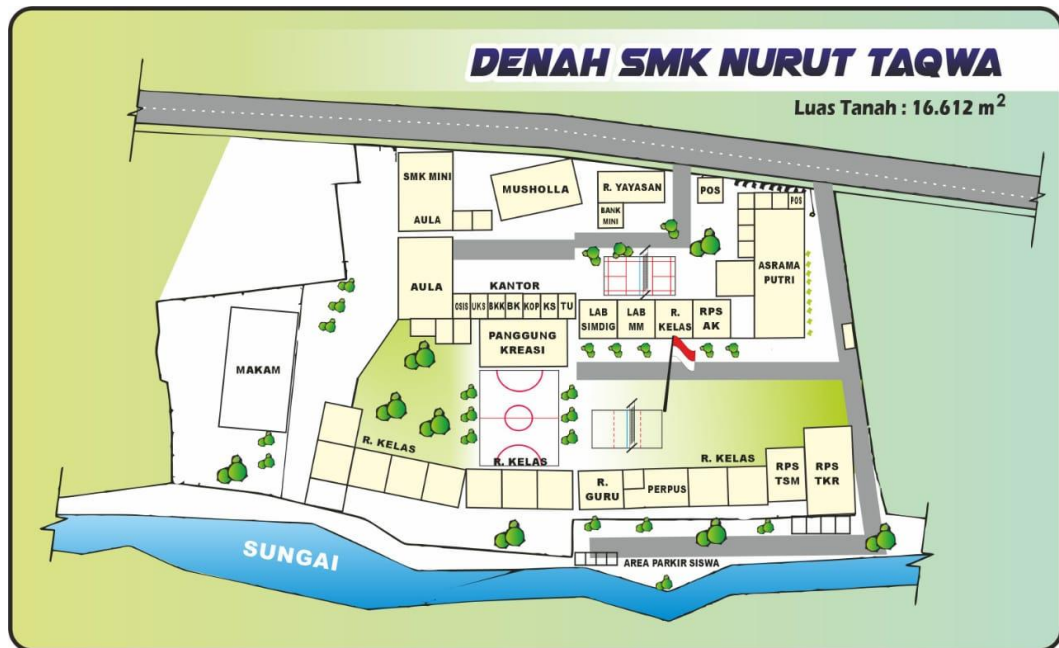 DENAH SMK NURUT TAQWA
Luas Tanah : 16.612 m²
SMK MINI
AULA
MUSHOLLA
R. YAYASAN
BANK
MINI
POS
POS
ASRAMA
PUTRI
AULA
KANTOR
OSIS UKS BKK BK KOP KS TU
PANGGUNG
KREASI
LAB
SIMDIG
LAB
MM
R.
KELAS
RPS
AK
MAKAM
R. KELAS
R. KELAS
R. KELAS
R.
GURU
PERPUS
RPS
TSM
RPS
TKR
SUNGAI
AREA PARKIR SISWA